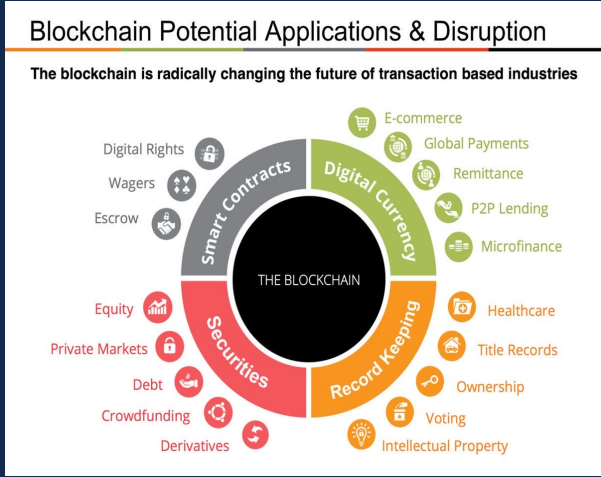 Blockchain Potential Applications & Disruption
The blockchain is radically changing the future of transaction based industries
Digital Rights
Wagers
Escrow
Smart Contracts
E-commerce
Global Payments
Remittance
P2P Lending
Microfinance
Digital Currency
THE BLOCKCHAIN
Equity
Private Markets
Debt
Crowdfunding
Derivatives
Securities
Healthcare
Title Records
Ownership
Voting
Intellectual Property
Record Keeping